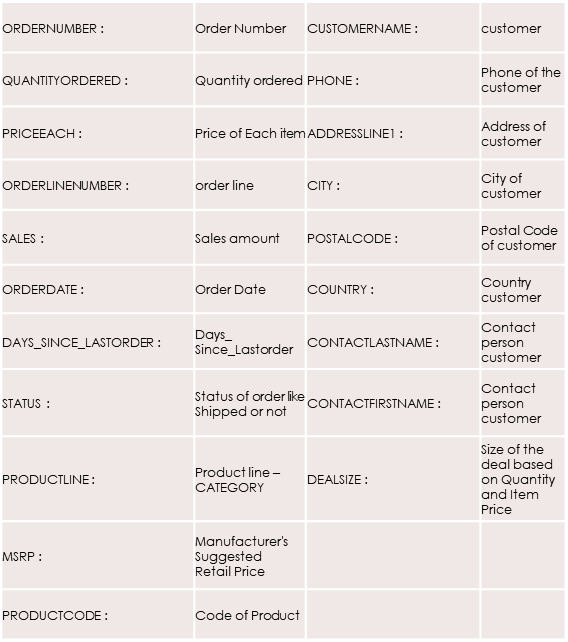 ORDERNUMBER : Order Number CUSTOMERNAME : customer
QUANTITYORDERED : Quantity ordered PHONE : Phone of the
customer
PRICEEACH : Price of Each item ADDRESSLINE1 : Address of
customer
ORDERLINENUMBER : order line CITY : City of
customer
SALES : Sales amount POSTALCODE : Postal Code
of customer
ORDERDATE : Order Date COUNTRY : Country
customer
DAYS_SINCE_LASTORDER : Days_
Since_Lastorder CONTACTLASTNAME : Contact
person
customer
STATUS : Status of order like
Shipped or not CONTACTFIRSTNAME : Contact
person
customer
PRODUCTLINE : Product line –
CATEGORY DEALSIZE : Size of the
deal based
on Quantity
and Item
Price
MSRP : Manufacturer's
Suggested
Retail Price
PRODUCTCODE : Code of Product